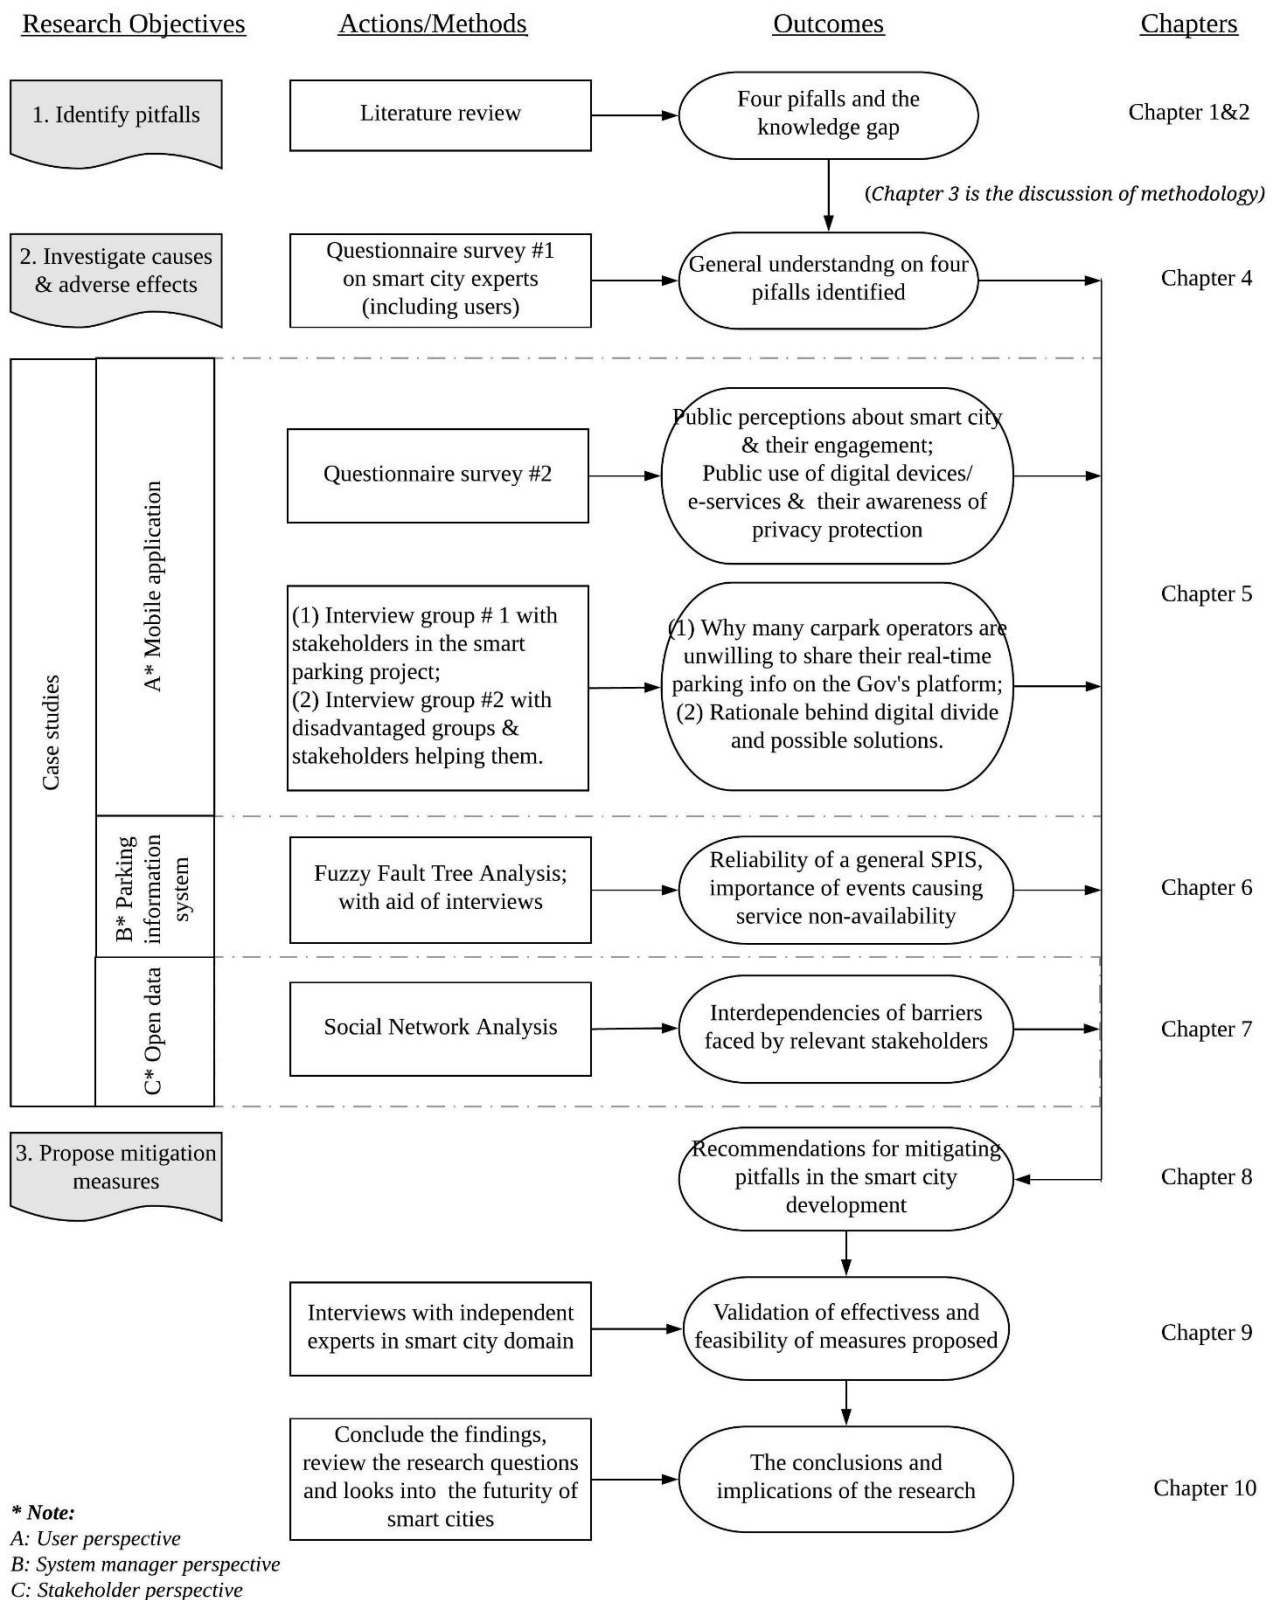 Research Objectives
Actions/Methods
Outcomes
Chapters
1. Identify pitfalls
Literature review
Four pifalls and the
knowledge gap
Chapter 1&2
(Chapter 3 is the discussion of methodology)
2. Investigate causes
& adverse effects
Questionnaire survey #1
on smart city experts
(including users)
General understandng on four
pifalls identified
Chapter 4
Case studies
A* Mobile application
Questionnaire survey #2
Public perceptions about smart city
& their engagement;
Public use of digital devices/
e-services & their awareness of
privacy protection
(1) Interview group # 1 with
stakeholders in the smart
parking project;
(2) Interview group #2 with
disadvantaged groups &
stakeholders helping them.
(1) Why many carpark operators are
unwilling to share their real-time
parking info on the Gov's platform;
(2) Rationale behind digital divide
and possible solutions.
Chapter 5
B* Parking
information
system
Fuzzy Fault Tree Analysis;
with aid of interviews
Reliability of a general SPIS,
importance of events causing
service non-availability
Chapter 6
C* Open data
Social Network Analysis
Interdependencies of barriers
faced by relevant stakeholders
Chapter 7
3. Propose mitigation
measures
Recommendations for mitigating
pitfalls in the smart city
development
Chapter 8
Interviews with independent
experts in smart city domain
Validation of effectivess and
feasibility of measures proposed
Chapter 9
Conclude the findings,
review the research questions
and looks into the futurity of
smart cities
The conclusions and
implications of the research
Chapter 10
* Note:
A: User perspective
B: System manager perspective
C: Stakeholder perspective